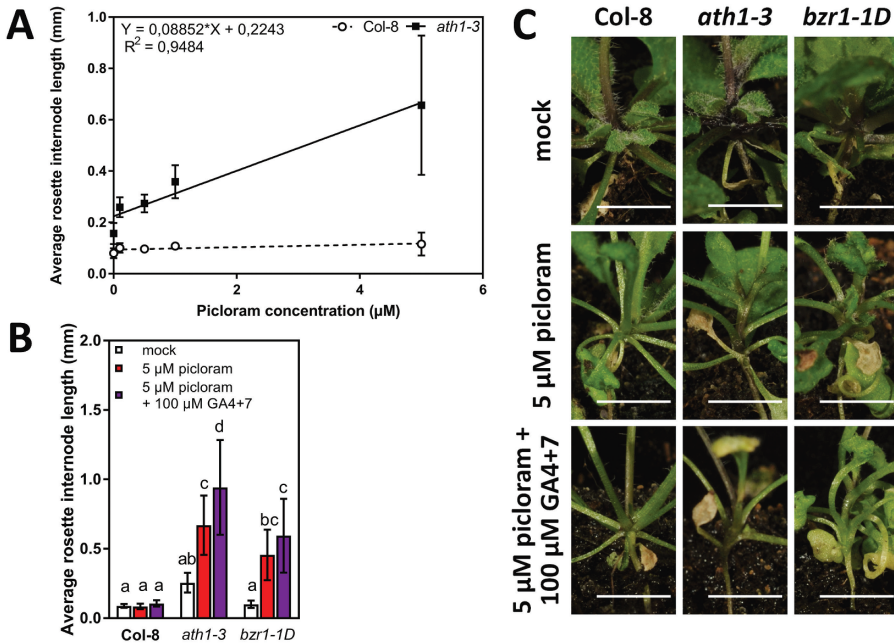 A
Y = 0,08852*X + 0,2243
R² = 0,9484
Col-8
ath1-3
Average rosette internode length (mm)
1.0
0.8
0.6
0.4
0.2
0.0
0
2
4
6
Picloram concentration (µM)
B
Average rosette internode length (mm)
2.0
1.5
1.0
0.5
0.0
mock
5 µM picloram
5 µM picloram
+ 100 µM GA4+7
a a a
ab c d
a bc c
Col-8 ath1-3 bzr1-1D
C
Col-8 ath1-3 bzr1-1D
mock
5 µM picloram
5 µM picloram +
100 µM GA4+7